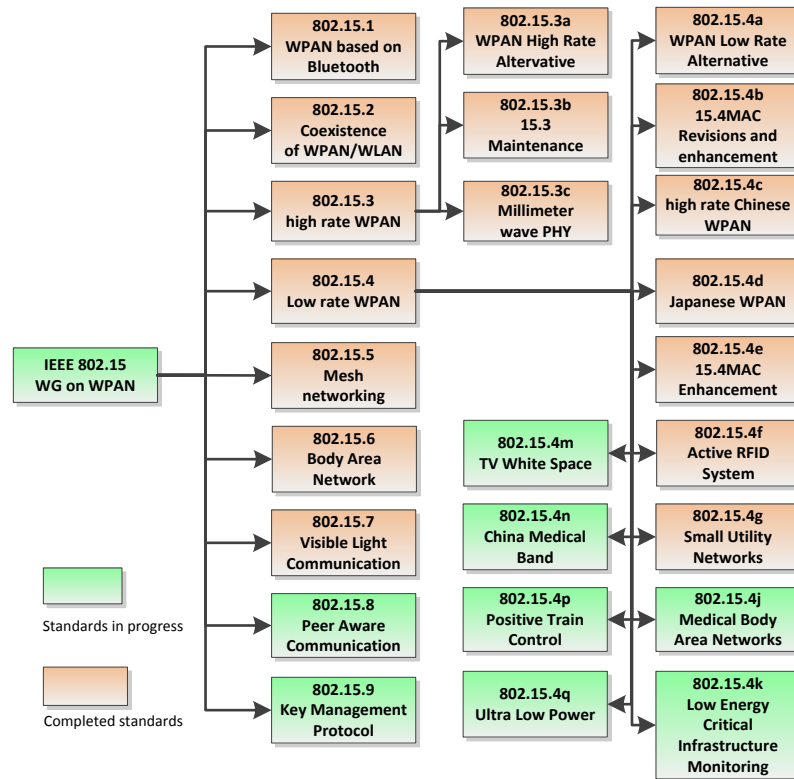 IEEE 802.15
WG on WPAN
802.15.1
WPAN based on
Bluetooth
802.15.2
Coexistence
of WPAN/WLAN
802.15.3
high rate WPAN
802.15.4
Low rate WPAN
802.15.5
Mesh
networking
802.15.6
Body Area
Network
802.15.7
Visible Light
Communication
802.15.8
Peer Aware
Communication
802.15.9
Key Management
Protocol
802.15.3a
WPAN High Rate
Altervative
802.15.3b
15.3
Maintenance
802.15.3c
Millimeter
wave PHY
802.15.4m
TV White Space
802.15.4n
China Medical
Band
802.15.4p
Positive Train
Control
802.15.4q
Ultra Low Power
802.15.4a
WPAN Low Rate
Alternative
802.15.4b
15.4MAC
Revisions and
enhancement
802.15.4c
high rate Chinese
WPAN
802.15.4d
Japanese WPAN
802.15.4e
15.4MAC
Enhancement
802.15.4f
Active RFID
System
802.15.4g
Small Utility
Networks
802.15.4j
Medical Body
Area Networks
802.15.4k
Low Energy
Critical
Infrastructure
Monitoring
Standards in progress
Completed standards